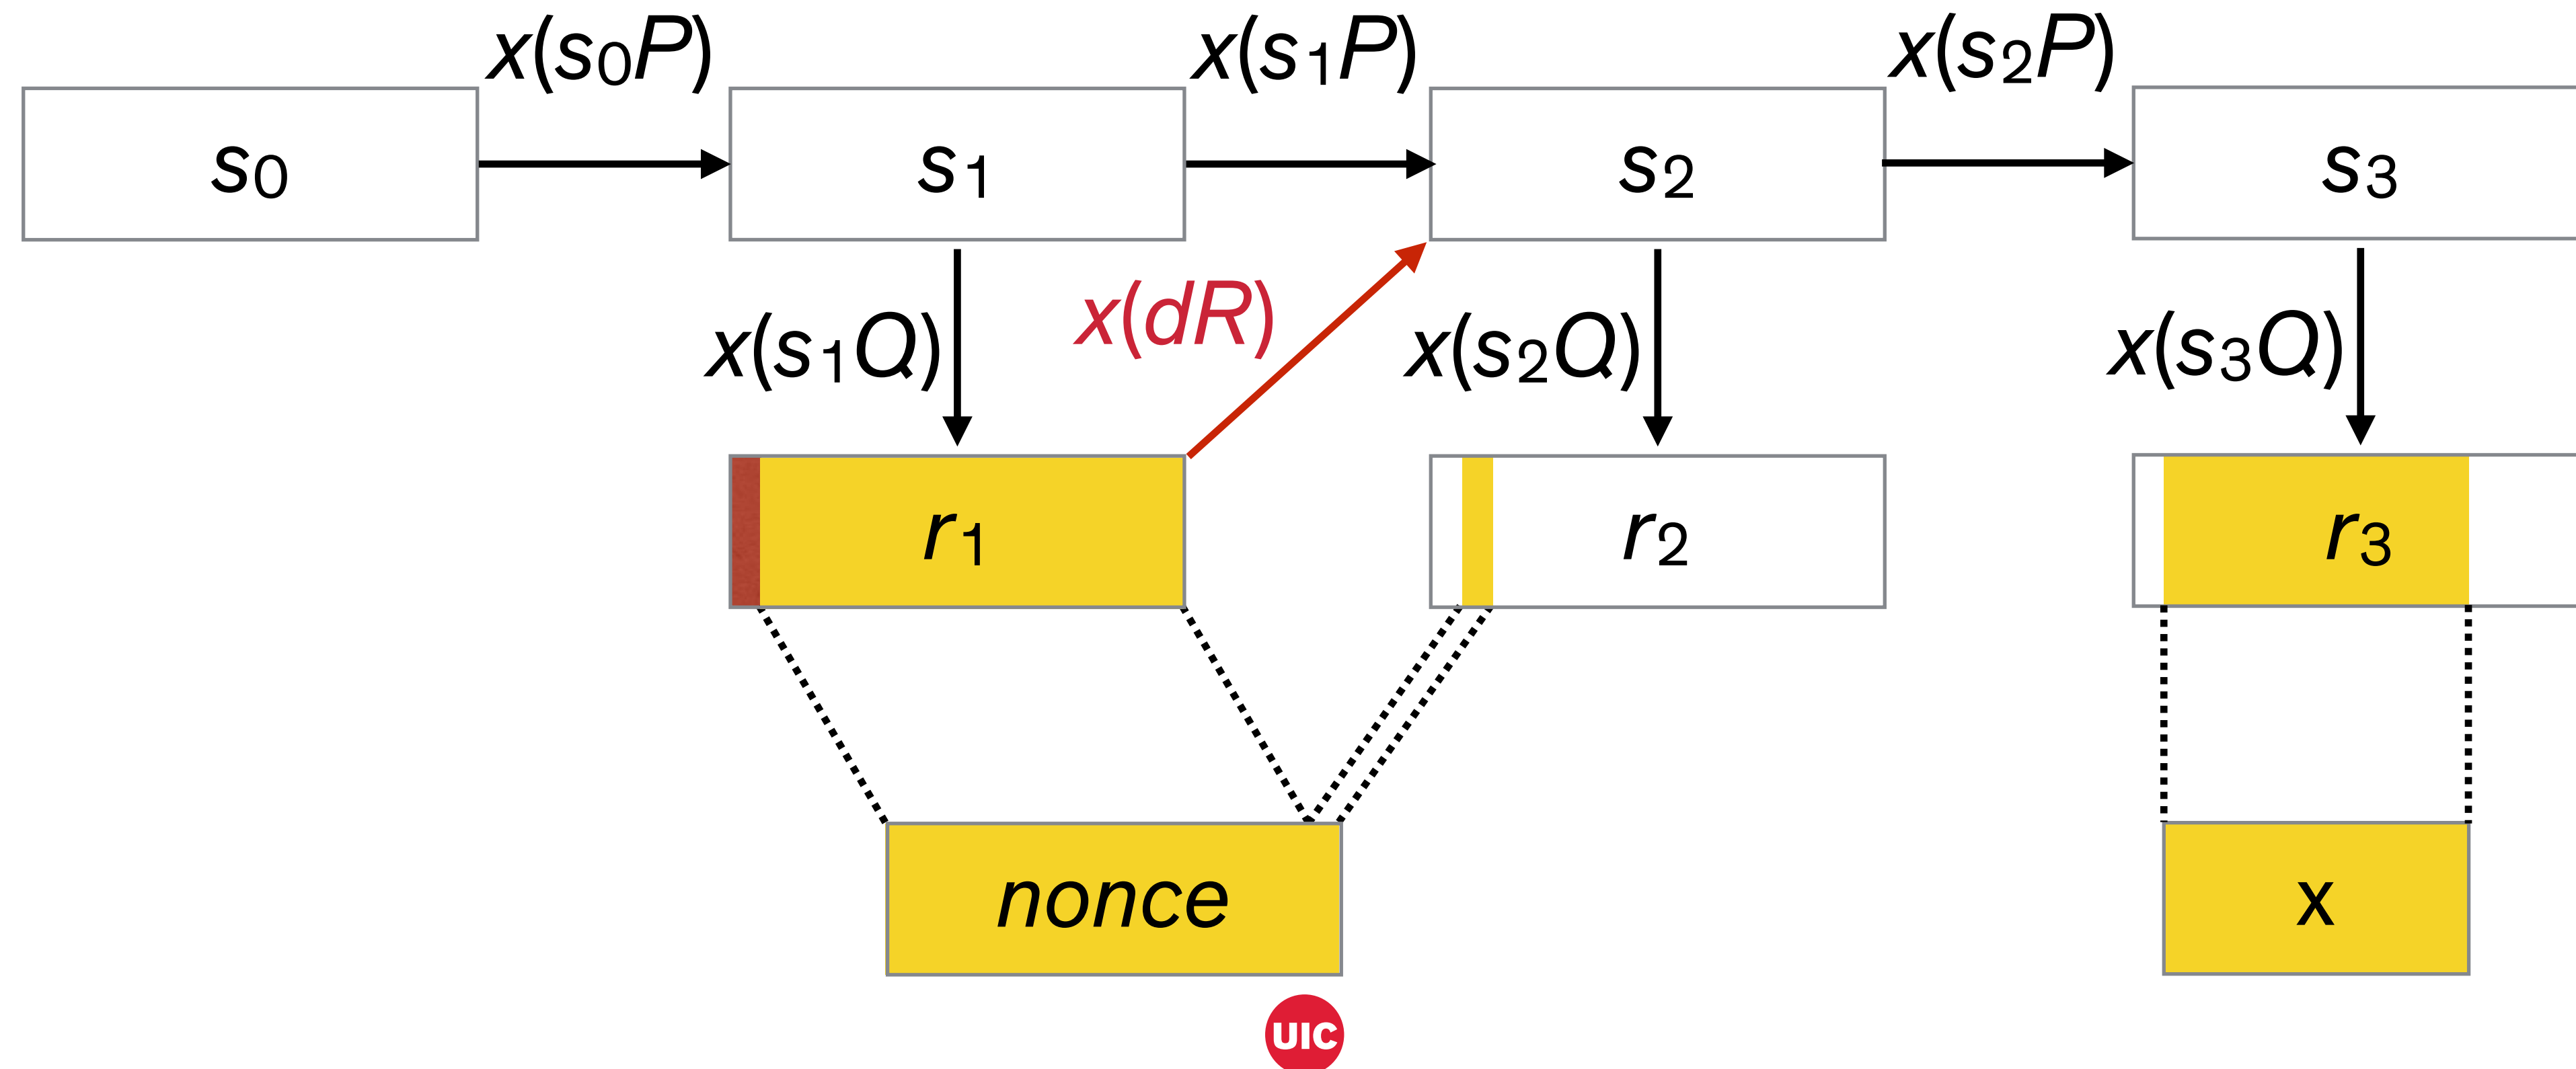 x(s₀P) x(s₁P) x(s₂P)
s₀ s₁ s₂ s₃
x(s₁Q) x(dR) x(s₂Q) x(s₃Q)
r₁ r₂ r₃
nonce x
UIC